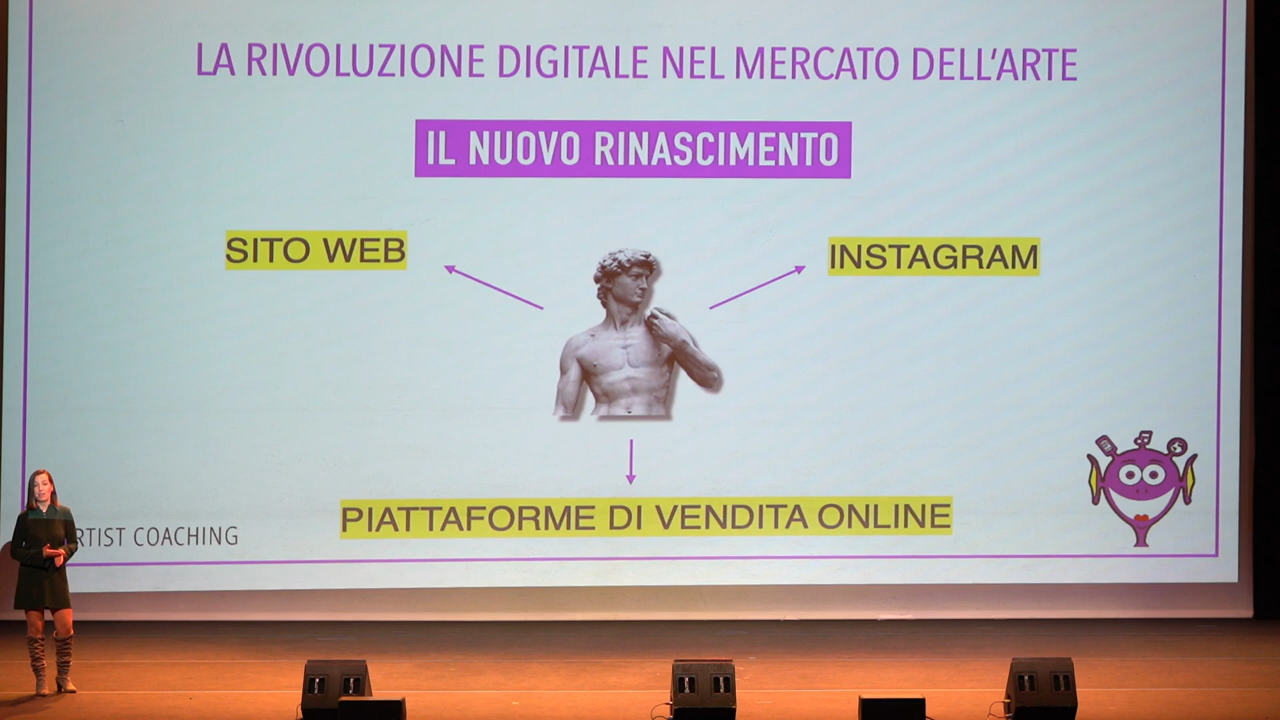 LA RIVOLUZIONE DIGITALE NEL MERCATO DELL'ARTE
IL NUOVO RINASCIMENTO
SITO WEB
INSTAGRAM
PIATTAFORME DI VENDITA ONLINE
RTIST COACHING